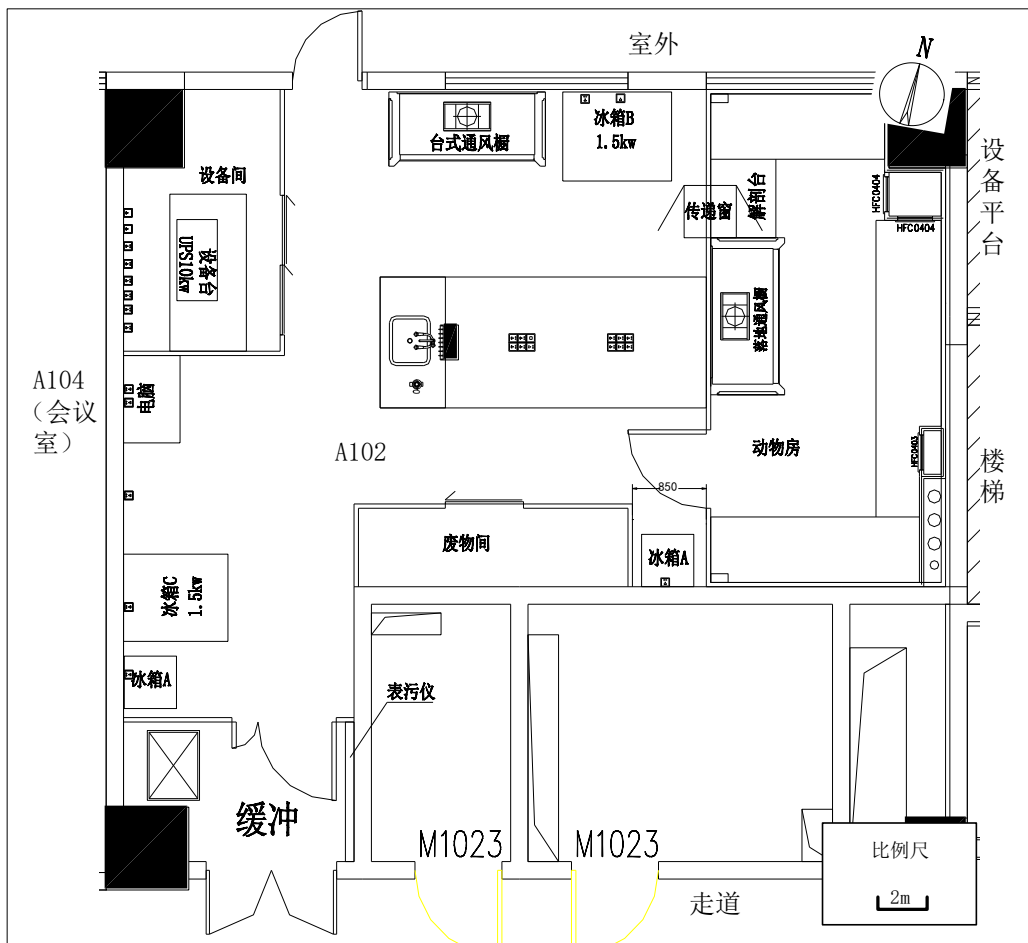 室外
N
冰箱B
1.5kw
台式通风橱
设备平台
设备间
HFC0404
HFC0404
传递窗
解剖台
设备台
UPS10kw
落地通风橱
A104
（会议
室）
电脑
A102
动物房
HFC0403
楼梯
850
废物间
冰箱A
冰箱C
1.5kw
冰箱A
表污仪
缓冲
M1023
M1023
比例尺
2m
走道